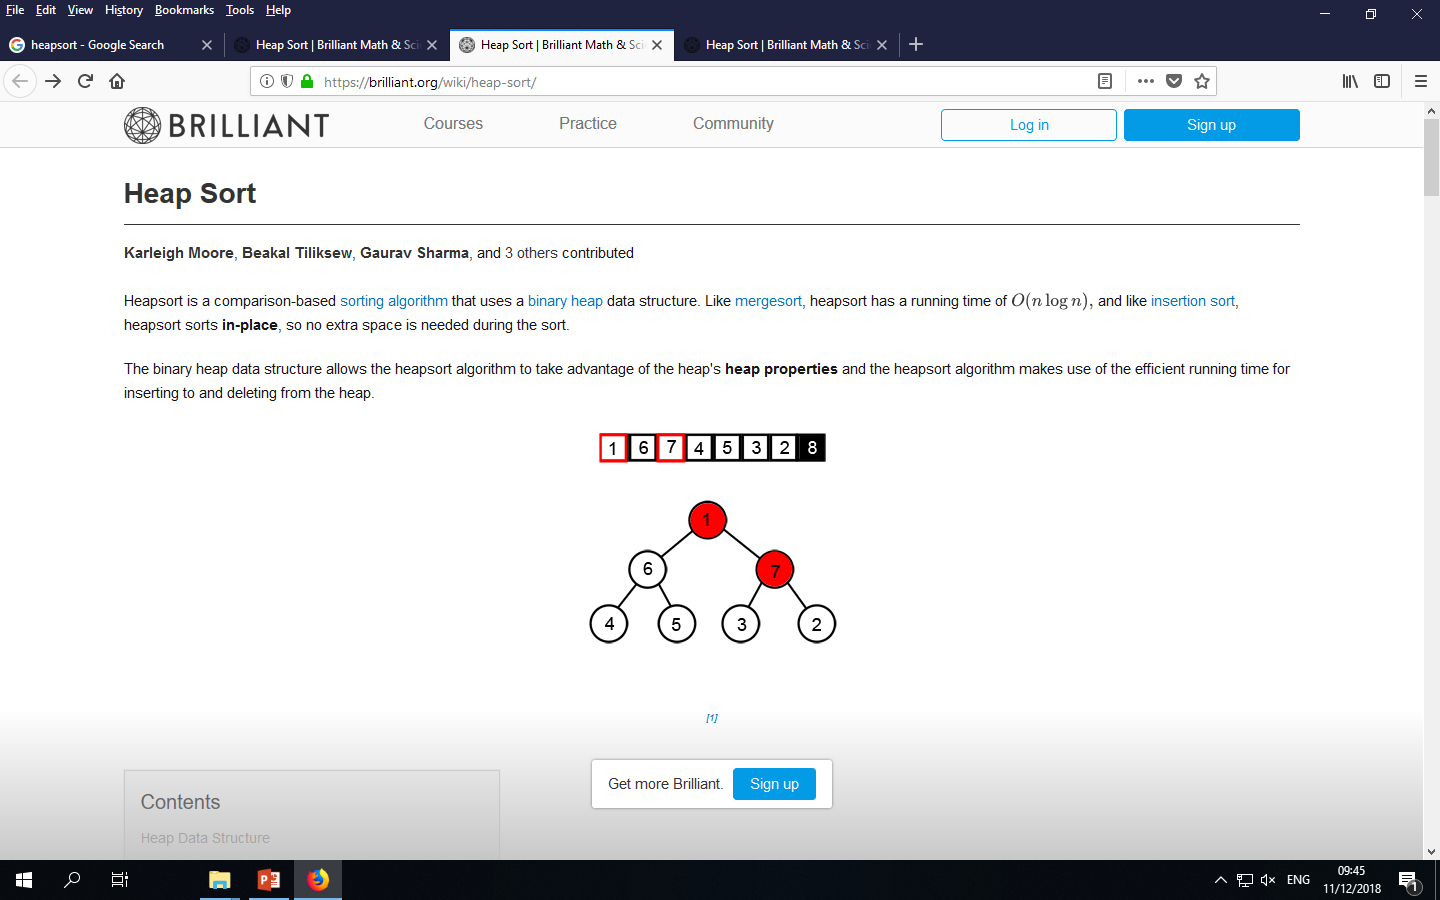 File Edit View History Bookmarks Tools Help
heapsort - Google Search Heap Sort | Brilliant Math & Sci Heap Sort | Brilliant Math & Sci Heap Sort | Brilliant Math & Sci
https://brilliant.org/wiki/heap-sort/
BRILLIANT Courses Practice Community Log in Sign up
Heap Sort
Karleigh Moore, Beakal Tiliksew, Gaurav Sharma, and 3 others contributed
Heapsort is a comparison-based sorting algorithm that uses a binary heap data structure. Like mergesort, heapsort has a running time of O(n log n), and like insertion sort,
heapsort sorts in-place, so no extra space is needed during the sort.
The binary heap data structure allows the heapsort algorithm to take advantage of the heap's heap properties and the heapsort algorithm makes use of the efficient running time for
inserting to and deleting from the heap.
1 6 7 4 5 3 2 8
1
6 7
4 5 3 2
[1]
Get more Brilliant. Sign up
Contents
Heap Data Structure
09:45
ENG
11/12/2018
1